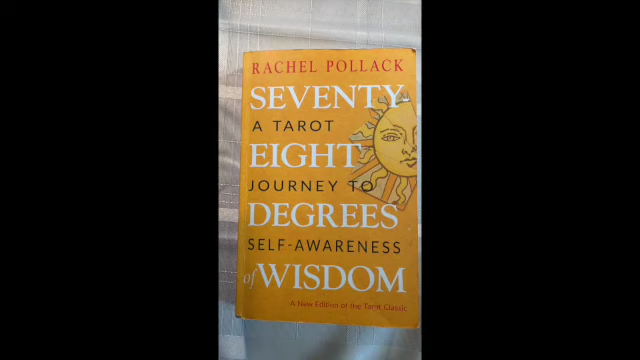 RACHEL POLLACK
SEVENTY-
A TAROT
EIGHT
JOURNEY TO
DEGREES
SELF-AWARENESS
of WISDOM
A New Edition of the Tarot Classic